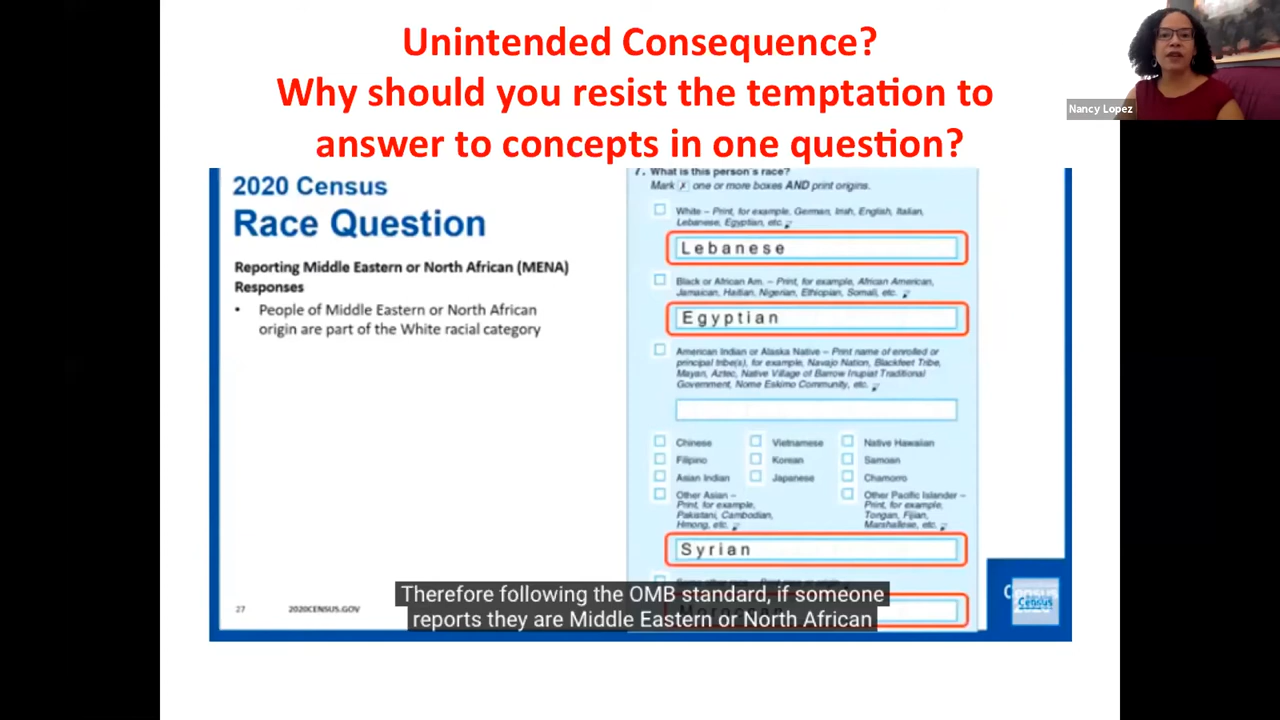 Unintended Consequence?
Why should you resist the temptation to
answer to concepts in one question?
Nancy Lopez
2020 Census
Race Question
Reporting Middle Eastern or North African (MENA)
Responses
• People of Middle Eastern or North African
origin are part of the White racial category
7. What is this person's race?
Mark ✗ one or more boxes AND print origins.
White – Print, for example, German, Irish, English, Italian,
Lebanese, Egyptian, etc.
Lebanese
Black or African Am. – Print, for example, African American,
Jamaican, Haitian, Nigerian, Ethiopian, Somali, etc.
Egyptian
American Indian or Alaska Native – Print name of enrolled or
principal tribe(s), for example, Navajo Nation, Blackfeet Tribe,
Mayan, Aztec, Native Village of Barrow Inupiat Traditional
Government, Nome Eskimo Community, etc.
Chinese
Vietnamese
Native Hawaiian
Filipino
Korean
Samoan
Asian Indian
Japanese
Chamorro
Other Asian –
Print, for example,
Pakistani, Cambodian,
Hmong, etc.
Other Pacific Islander –
Print, for example,
Tongan, Fijian,
Marshallese, etc.
Syrian
Moroccan
Therefore following the OMB standard, if someone
reports they are Middle Eastern or North African
27
2020CENSUS.GOV
Census